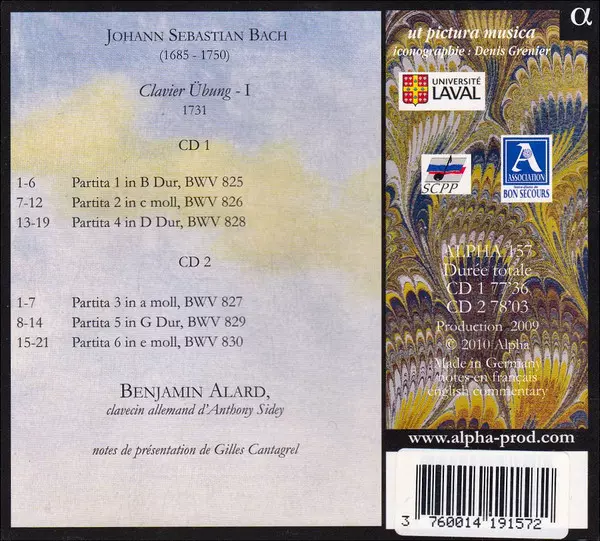 JOHANN SEBASTIAN BACH
(1685 - 1750)
Clavier Übung - I
1731
CD 1
1-6 Partita 1 in B Dur, BWV 825
7-12 Partita 2 in c moll, BWV 826
13-19 Partita 4 in D Dur, BWV 828
CD 2
1-7 Partita 3 in a moll, BWV 827
8-14 Partita 5 in G Dur, BWV 829
15-21 Partita 6 in e moll, BWV 830
BENJAMIN ALARD,
clavecin allemand d'Anthony Sidey
notes de présentation de Gilles Cantagrel
α
ut pictura musica
iconographie : Denis Grenier
UNIVERSITÉ
LAVAL
SCPP
A
ASSOCIATION
BON SECOURS
ALPHA 157
Durée totale
CD 1 77'36
CD 2 78'03
Production 2009
© 2010 Alpha
Made in Germany
notes en français
english commentary
www.alpha-prod.com
3 760014 191572